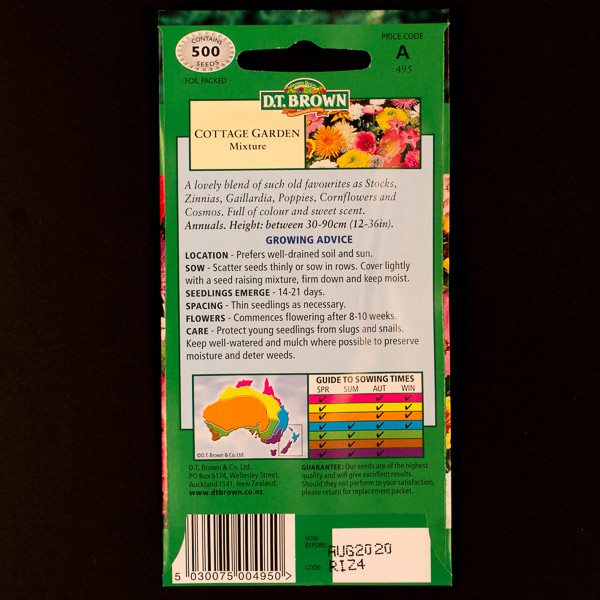 CONTAINS
500
SEEDS
FOIL PACKED
PRICE CODE
A
495
D.T. BROWN
COTTAGE GARDEN
Mixture
A lovely blend of such old favourites as Stocks,
Zinnias, Gaillardia, Poppies, Cornflowers and
Cosmos. Full of colour and sweet scent.
Annuals. Height: between 30-90cm (12-36in).
GROWING ADVICE
LOCATION - Prefers well-drained soil and sun.
SOW - Scatter seeds thinly or sow in rows. Cover lightly
with a seed raising mixture, firm down and keep moist.
SEEDLINGS EMERGE - 14-21 days.
SPACING - Thin seedlings as necessary.
FLOWERS - Commences flowering after 8-10 weeks.
CARE - Protect young seedlings from slugs and snails.
Keep well-watered and mulch where possible to preserve
moisture and deter weeds.
GUIDE TO SOWING TIMES
SPR SUM AUT WIN
©D.T. Brown & Co. Ltd.
D.T. Brown & Co. Ltd.,
PO Box 6174, Wellesley Street,
Auckland 1141, New Zealand.
www.dtbrown.co.nz
GUARANTEE: Our seeds are of the highest
quality and will give excellent results.
Should they not perform to your satisfaction,
please return for replacement packet.
SOW
BEFORE: AUG2020
CODE: RIZ4
5 030075 004950 >